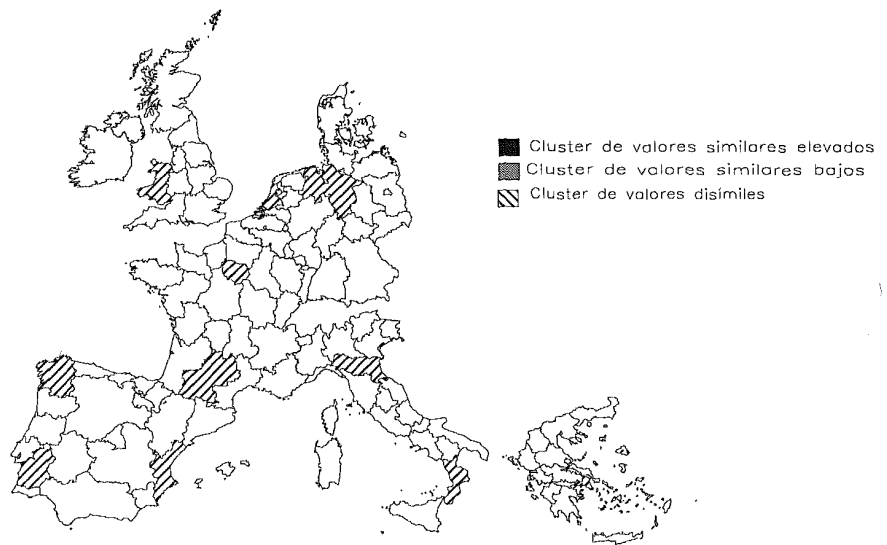 Cluster de valores similares elevados
Cluster de valores similares bajos
Cluster de valores disímiles